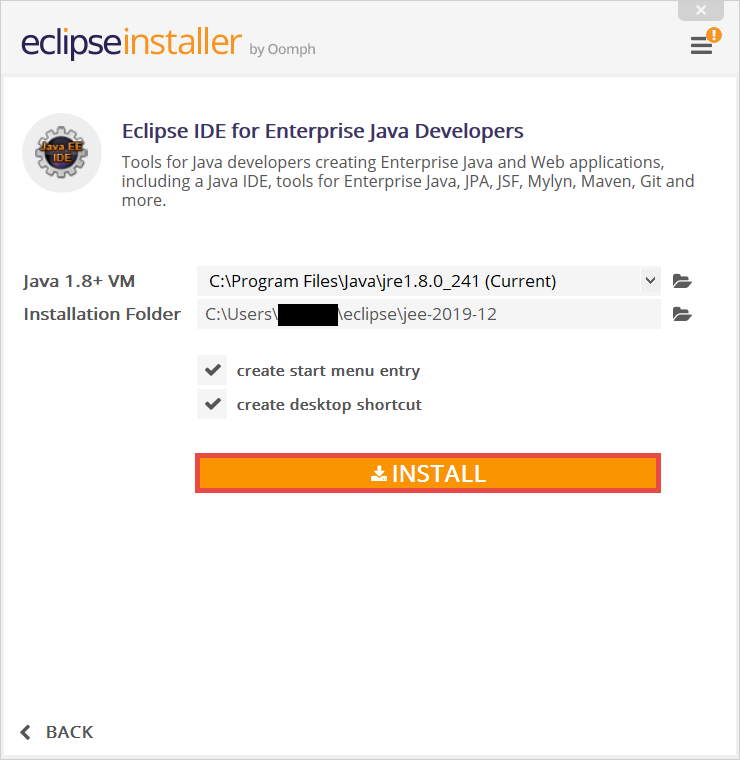 eclipseinstaller by Oomph
!
Java EE
IDE
Eclipse IDE for Enterprise Java Developers
Tools for Java developers creating Enterprise Java and Web applications,
including a Java IDE, tools for Enterprise Java, JPA, JSF, Mylyn, Maven, Git and
more.
Java 1.8+ VM C:\Program Files\Java\jre1.8.0_241 (Current)
Installation Folder C:\Users\ \eclipse\jee-2019-12
create start menu entry
create desktop shortcut
INSTALL
BACK